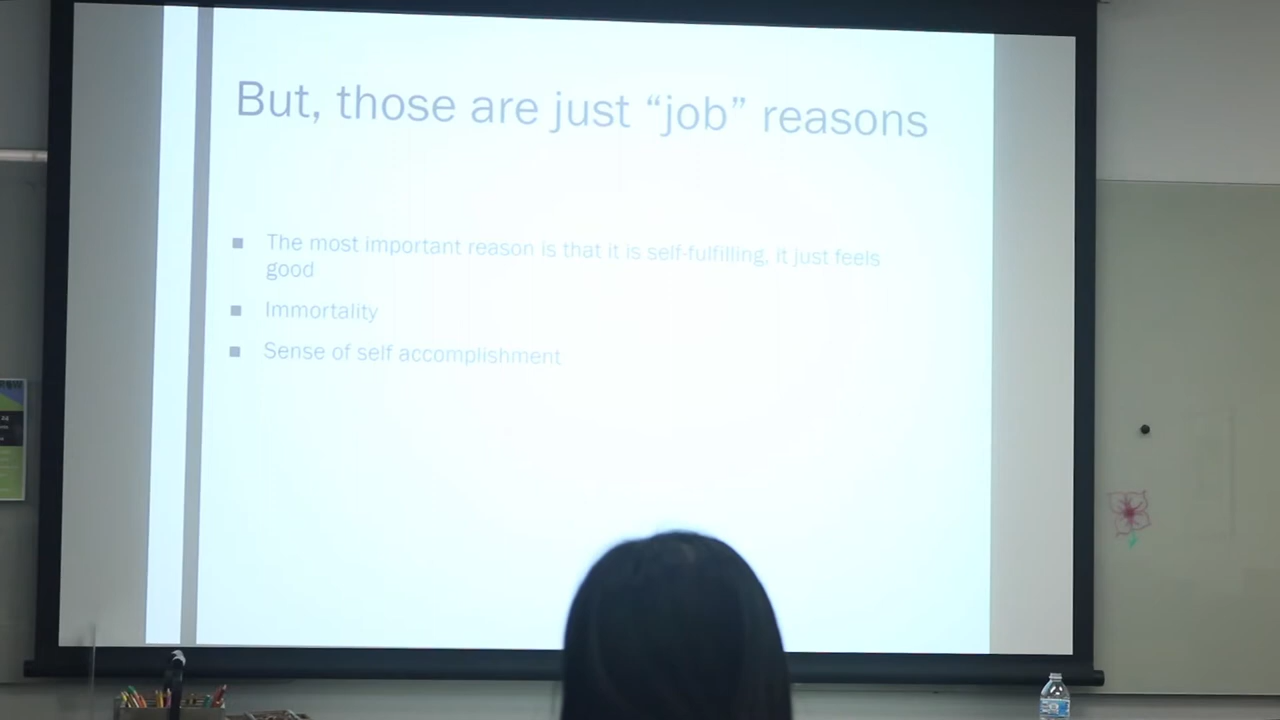 But, those are just “job” reasons
■ The most important reason is that it is self-fulfilling, it just feels
good
■ Immortality
■ Sense of self accomplishment